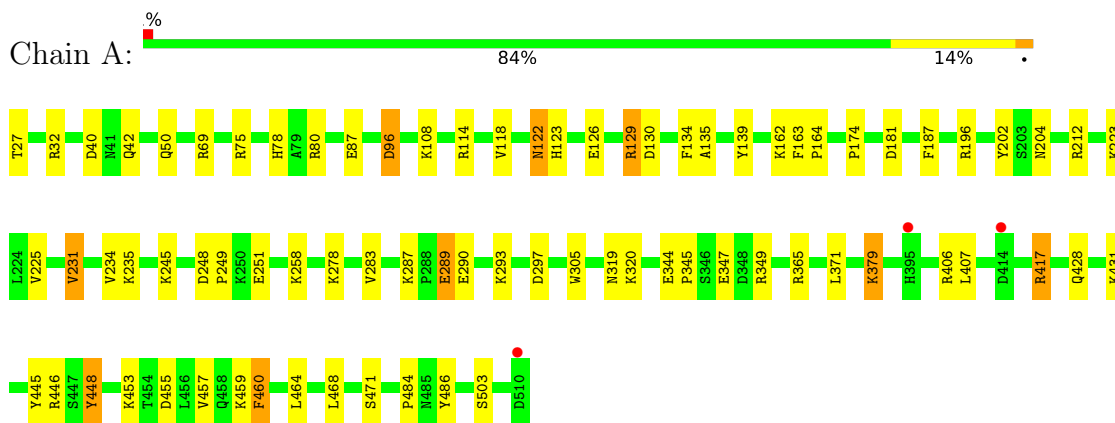 .%
Chain A:
84% 14% •
T27 R32 D40 N41 Q42 Q50 R69 R75 H78 A79 R80 E87 D96 K108 R114 V118 N122 H123 E126 R129 D130 F134 A135 Y139 K162 F163 P164 P174 D181 F187 R196 Y202 S203 N204 R212
L224 V225 V231 V234 K235 K245 D248 P249 K250 E251 K258 K278 V283 K287 P288 E289 E290 K293 D297 W305 N319 K320 E344 P345 S346 E347 D348 R349 R365 L371 K379 H395 R406 L407 D414 R417 Q428
Y445 R446 S447 Y448 K453 T454 D455 L456 V457 Q458 K459 F460 L464 L468 S471 P484 N485 Y486 S503 D510